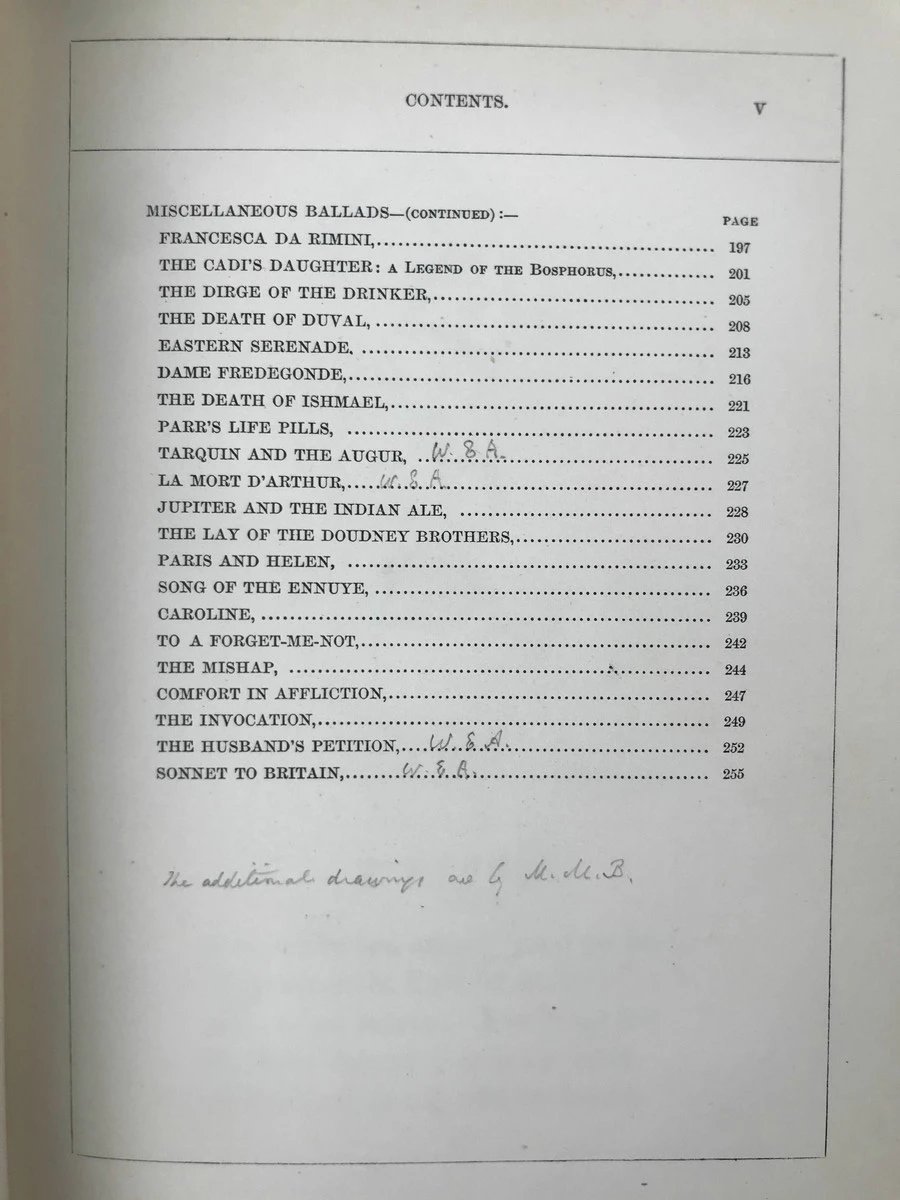 CONTENTS. V
MISCELLANEOUS BALLADS—(CONTINUED) :—
PAGE
FRANCESCA DA RIMINI,........................................ 197
THE CADI'S DAUGHTER: A LEGEND OF THE BOSPHORUS,............. 201
THE DIRGE OF THE DRINKER,................................... 205
THE DEATH OF DUVAL, ........................................ 208
EASTERN SERENADE, .......................................... 213
DAME FREDEGONDE,............................................ 216
THE DEATH OF ISHMAEL,....................................... 221
PARR'S LIFE PILLS, ......................................... 223
TARQUIN AND THE AUGUR, ..W. E A............................. 225
LA MORT D'ARTHUR,.....W. E A................................ 227
JUPITER AND THE INDIAN ALE, ................................ 228
THE LAY OF THE DOUDNEY BROTHERS,............................ 230
PARIS AND HELEN, ........................................... 233
SONG OF THE ENNUYE, ........................................ 236
CAROLINE, .................................................. 239
TO A FORGET-ME-NOT,......................................... 242
THE MISHAP, ................................................ 244
COMFORT IN AFFLICTION,...................................... 247
THE INVOCATION,............................................. 249
THE HUSBAND'S PETITION,....W. E A........................... 252
SONNET TO BRITAIN,........W. E A............................ 255
The additional drawings are by M. M. B.